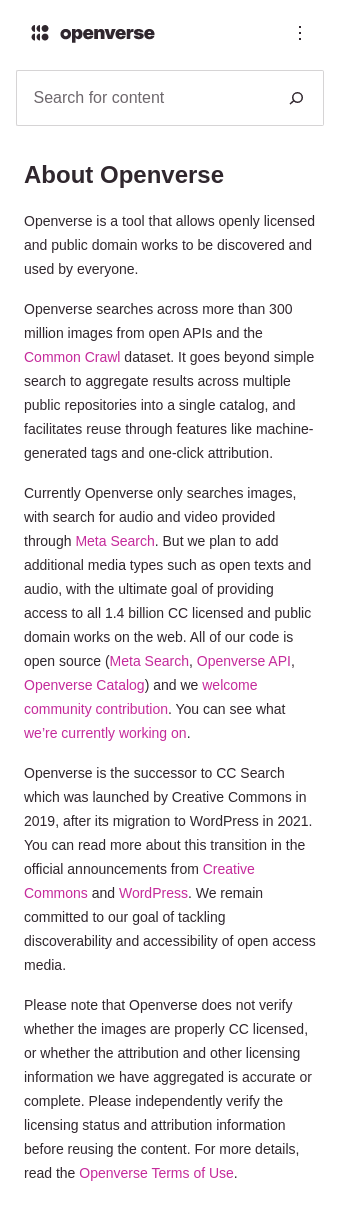 openverse
Search for content
About Openverse
Openverse is a tool that allows openly licensed
and public domain works to be discovered and
used by everyone.
Openverse searches across more than 300
million images from open APIs and the
Common Crawl dataset. It goes beyond simple
search to aggregate results across multiple
public repositories into a single catalog, and
facilitates reuse through features like machine-
generated tags and one-click attribution.
Currently Openverse only searches images,
with search for audio and video provided
through Meta Search. But we plan to add
additional media types such as open texts and
audio, with the ultimate goal of providing
access to all 1.4 billion CC licensed and public
domain works on the web. All of our code is
open source (Meta Search, Openverse API,
Openverse Catalog) and we welcome
community contribution. You can see what
we’re currently working on.
Openverse is the successor to CC Search
which was launched by Creative Commons in
2019, after its migration to WordPress in 2021.
You can read more about this transition in the
official announcements from Creative
Commons and WordPress. We remain
committed to our goal of tackling
discoverability and accessibility of open access
media.
Please note that Openverse does not verify
whether the images are properly CC licensed,
or whether the attribution and other licensing
information we have aggregated is accurate or
complete. Please independently verify the
licensing status and attribution information
before reusing the content. For more details,
read the Openverse Terms of Use.